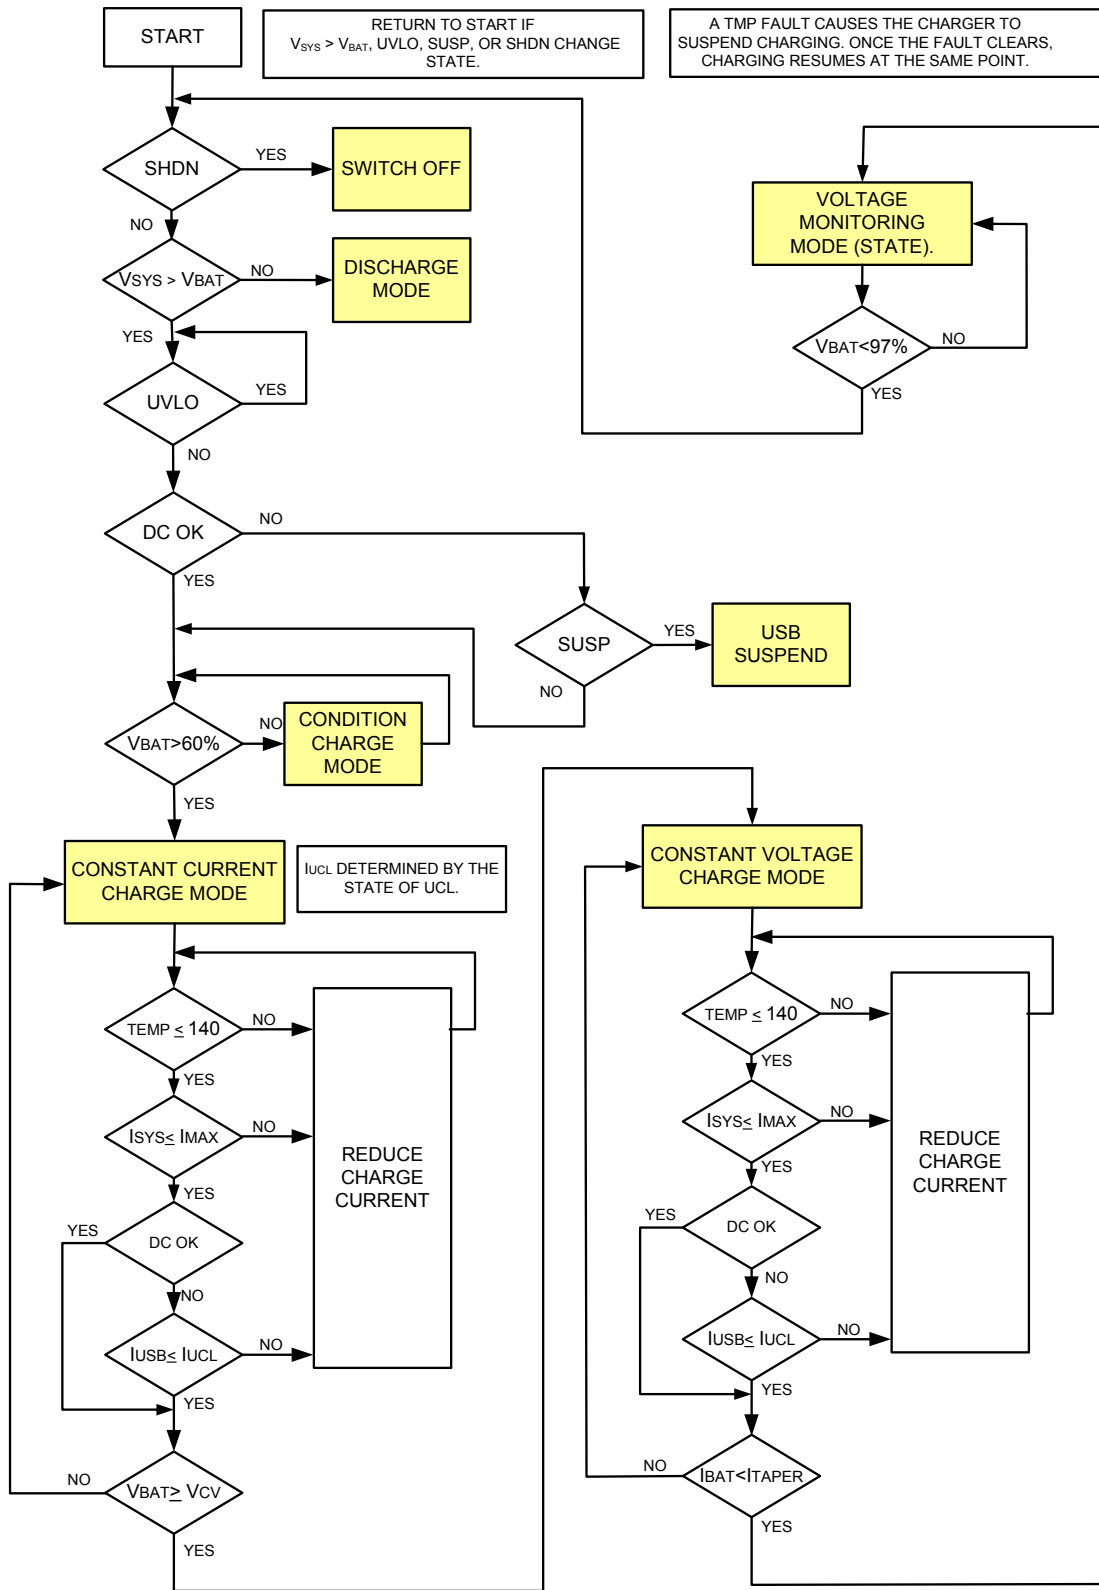 START
RETURN TO START IF
VSYS > VBAT, UVLO, SUSP, OR SHDN CHANGE
STATE.
A TMP FAULT CAUSES THE CHARGER TO
SUSPEND CHARGING. ONCE THE FAULT CLEARS,
CHARGING RESUMES AT THE SAME POINT.
SHDN
YES
SWITCH OFF
NO
VSYS > VBAT
NO
DISCHARGE
MODE
YES
UVLO
YES
NO
VOLTAGE
MONITORING
MODE (STATE).
VBAT<97%
NO
YES
DC OK
NO
YES
SUSP
YES
USB
SUSPEND
NO
VBAT>60%
NO
CONDITION
CHARGE
MODE
YES
CONSTANT CURRENT
CHARGE MODE
IUCL DETERMINED BY THE
STATE OF UCL.
TEMP ≤ 140
NO
YES
ISYS≤ IMAX
NO
YES
REDUCE
CHARGE
CURRENT
DC OK
YES
NO
IUSB≤ IUCL
NO
YES
VBAT≥ VCV
NO
YES
CONSTANT VOLTAGE
CHARGE MODE
TEMP ≤ 140
NO
YES
ISYS≤ IMAX
NO
YES
REDUCE
CHARGE
CURRENT
DC OK
YES
NO
IUSB≤ IUCL
NO
YES
IBAT<ITAPER
NO
YES